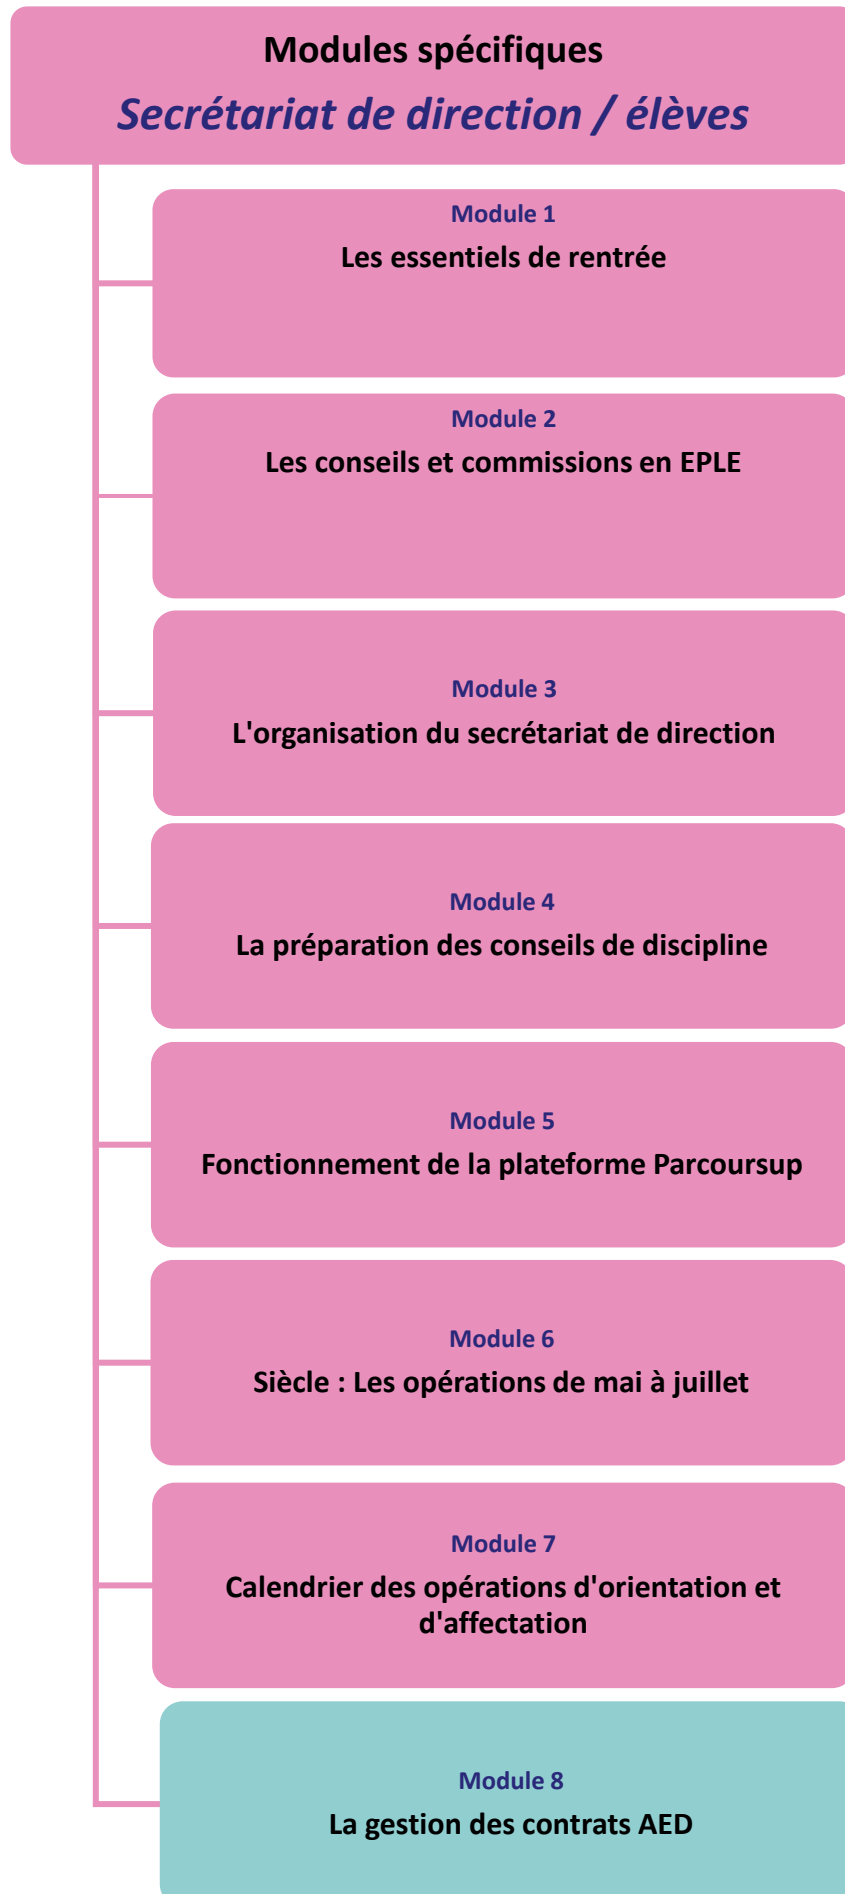 Modules spécifiques
Secrétariat de direction / élèves
Module 1
Les essentiels de rentrée
Module 2
Les conseils et commissions en EPLE
Module 3
L'organisation du secrétariat de direction
Module 4
La préparation des conseils de discipline
Module 5
Fonctionnement de la plateforme Parcoursup
Module 6
Siècle : Les opérations de mai à juillet
Module 7
Calendrier des opérations d'orientation et
d'affectation
Module 8
La gestion des contrats AED